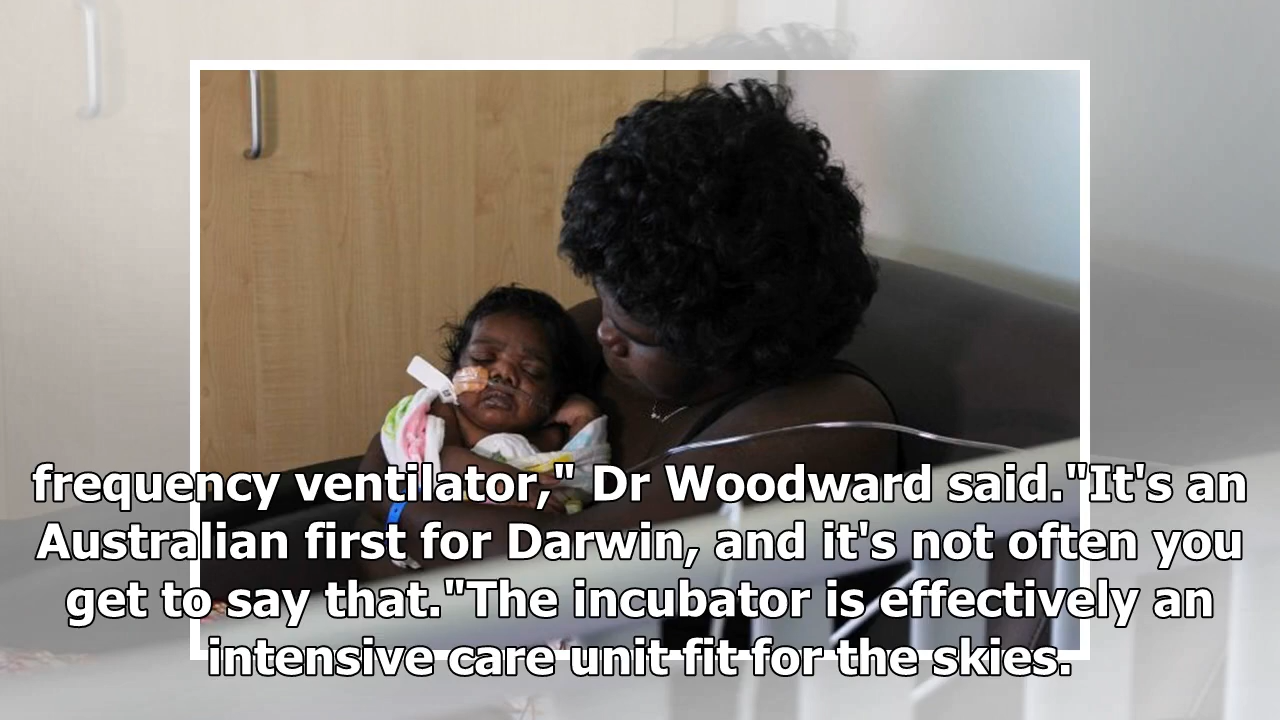 frequency ventilator," Dr Woodward said."It's an
Australian first for Darwin, and it's not often you
get to say that."The incubator is effectively an
intensive care unit fit for the skies.